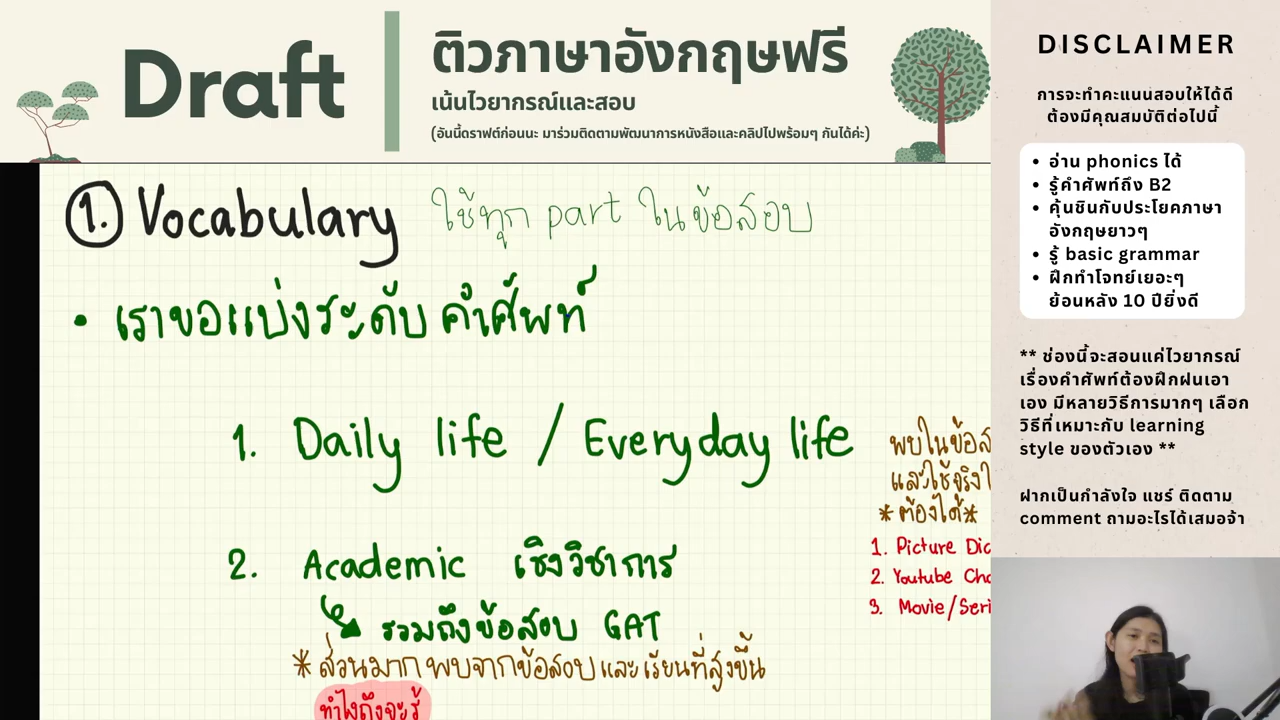 Draft
ติวภาษาอังกฤษฟรี
เน้นไวยากรณ์และสอบ
(อันนี้ดราฟต์ก่อนนะ มาร่วมติดตามพัฒนาการหนังสือและคลิปไปพร้อมๆ กันได้ค่ะ)
1. Vocabulary ใช้ทุก part ในข้อสอบ
• เราขอแบ่งระดับคำศัพท์
1. Daily life / Everyday life
พบในข้อส
และใช้จริงใ
*ต้องได้*
1. Picture Dic
2. Youtube Cha
3. Movie/Seri
2. Academic เชิงวิชาการ
รวมถึงข้อสอบ GAT
* ส่วนมากพบจากข้อสอบและเรียนที่สูงขึ้น
ทำไงถึงจะรู้
DISCLAIMER
การจะทำคะแนนสอบให้ได้ดี
ต้องมีคุณสมบัติต่อไปนี้
• อ่าน phonics ได้
• รู้คำศัพท์ถึง B2
• คุ้นชินกับประโยคภาษา
อังกฤษยาวๆ
• รู้ basic grammar
• ฝึกทำโจทย์เยอะๆ
ย้อนหลัง 10 ปียิ่งดี
** ช่องนี้จะสอนแค่ไวยากรณ์
เรื่องคำศัพท์ต้องฝึกฝนเอา
เอง มีหลายวิธีการมากๆ เลือก
วิธีที่เหมาะกับ learning
style ของตัวเอง **
ฝากเป็นกำลังใจ แชร์ ติดตาม
comment ถามอะไรได้เสมอจ้า